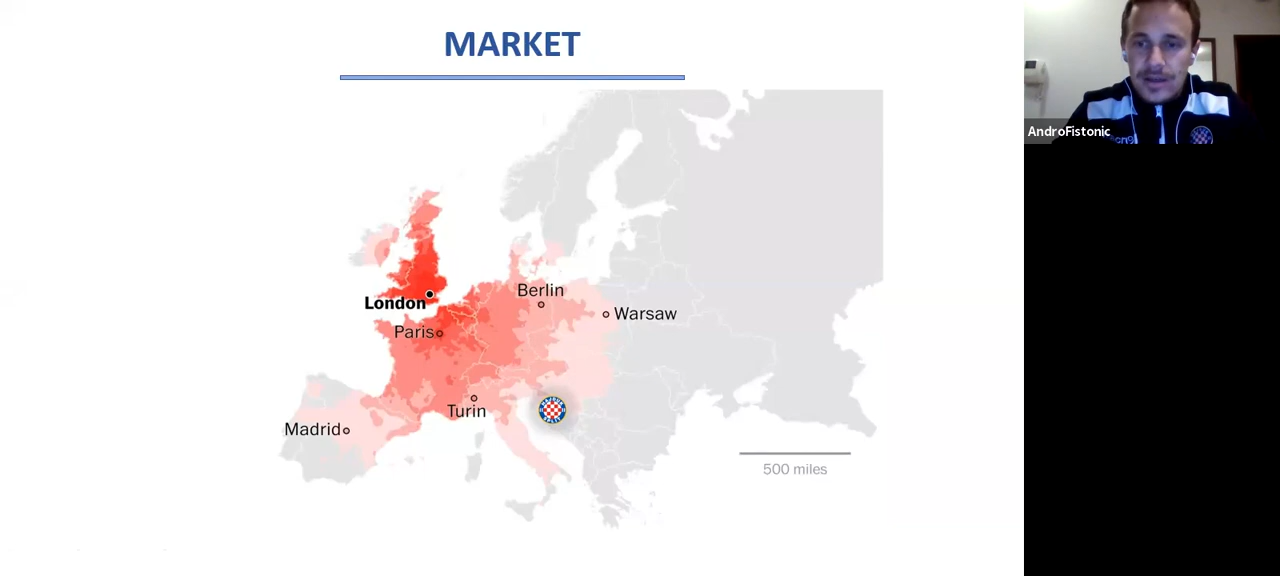 MARKET
AndroFistonic
London
Paris
Berlin
Warsaw
Turin
Madrid
500 miles